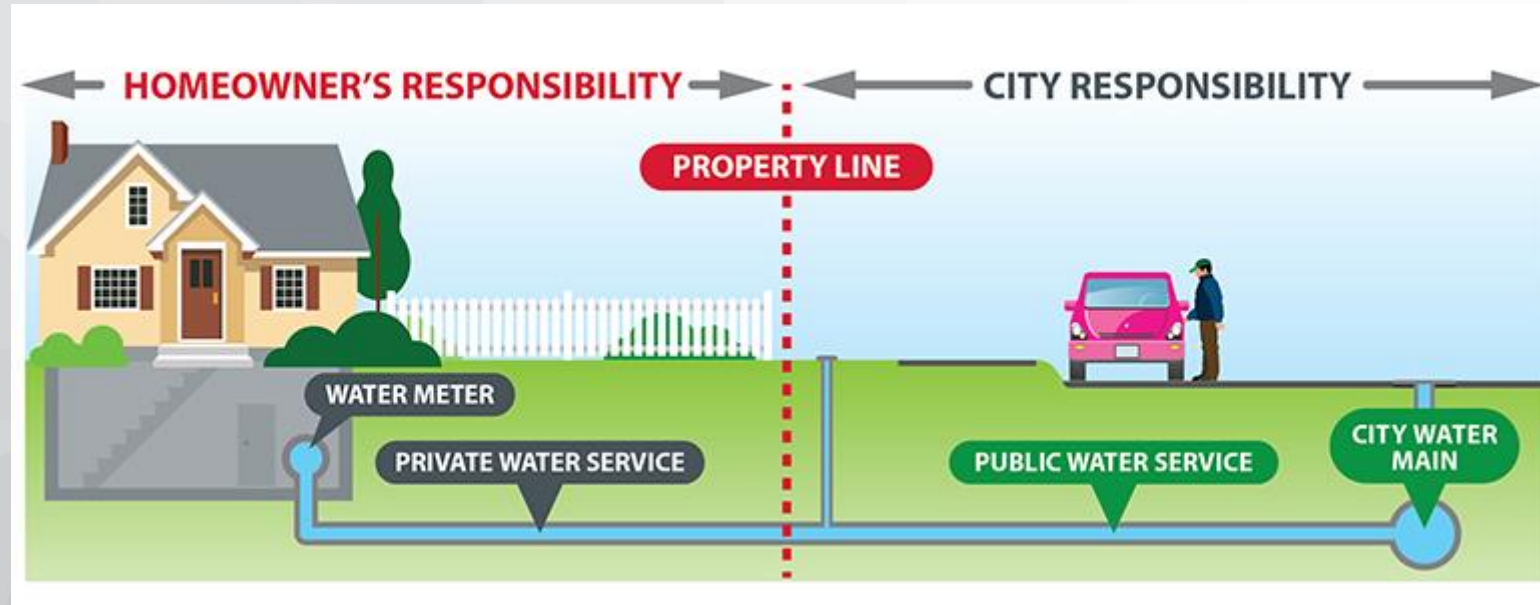 HOMEOWNER'S RESPONSIBILITY
CITY RESPONSIBILITY
PROPERTY LINE
WATER METER
PRIVATE WATER SERVICE
PUBLIC WATER SERVICE
CITY WATER
MAIN